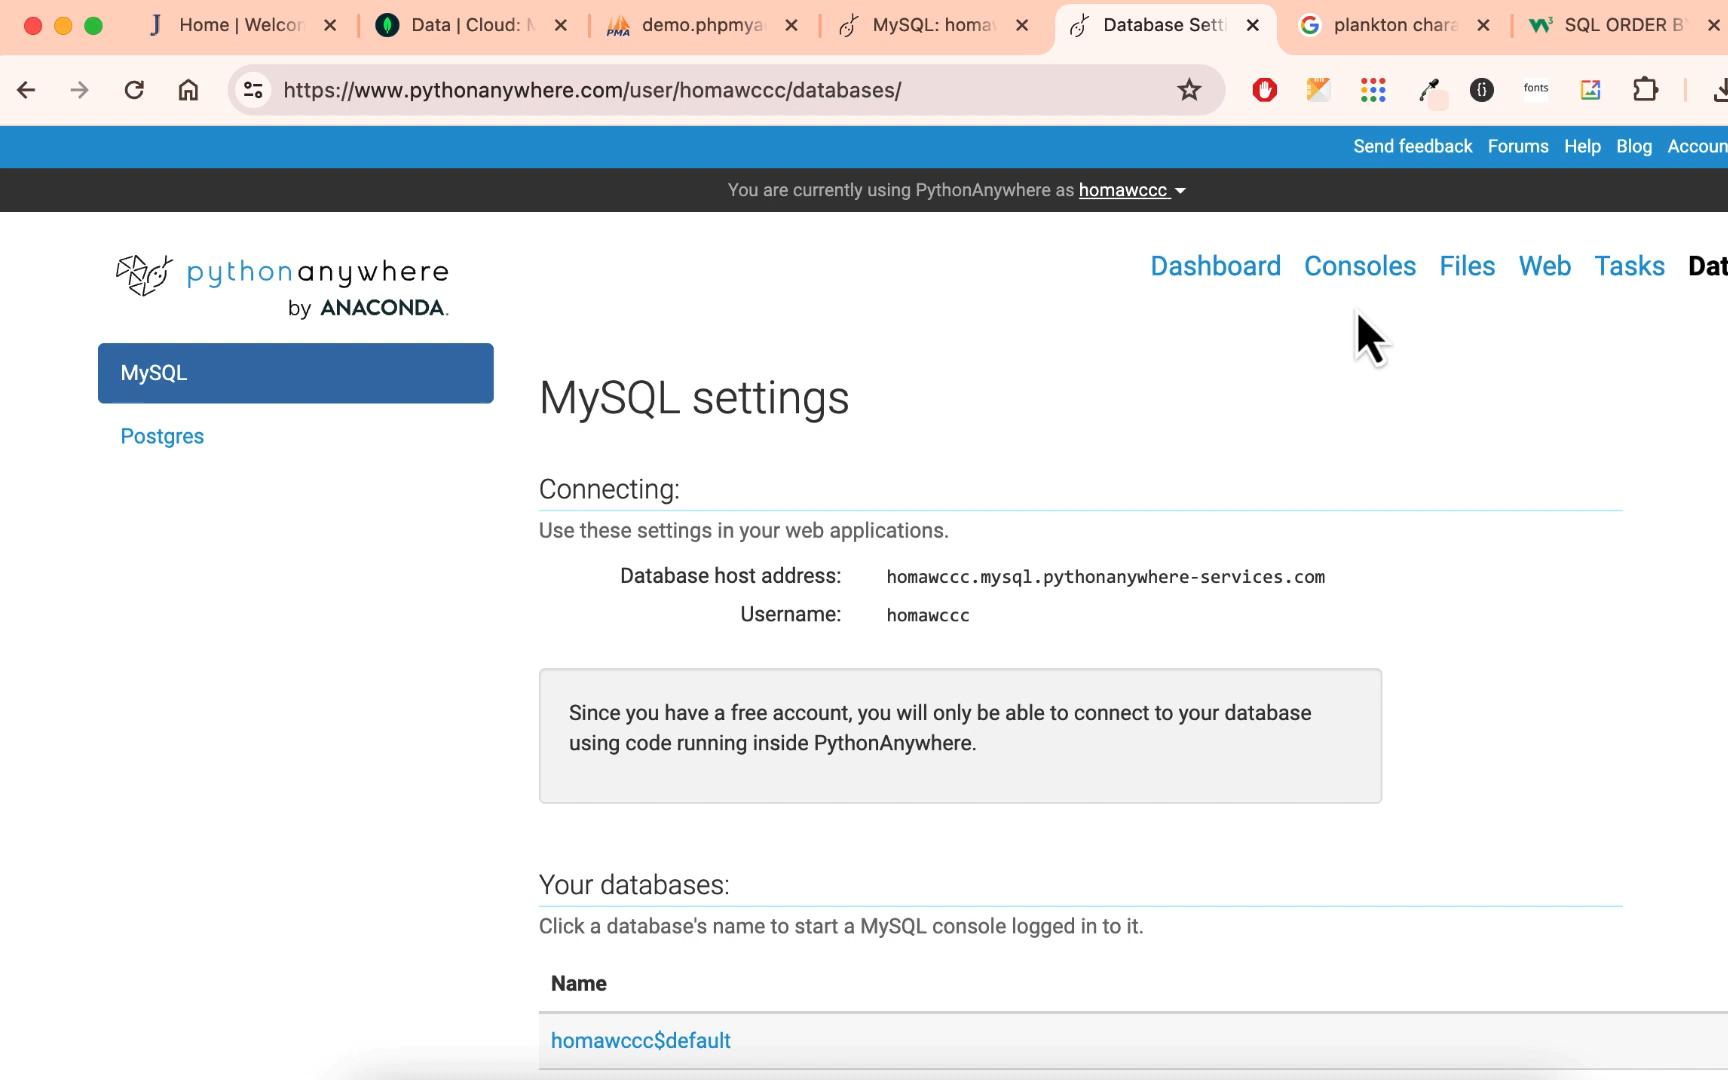 Home | Welcon
Data | Cloud: M
PMA
demo.phpmya
MySQL: homaw
Database Setti
plankton chara
SQL ORDER B
https://www.pythonanywhere.com/user/homawccc/databases/
fonts
Send feedback Forums Help Blog Accoun
You are currently using PythonAnywhere as homawccc
pythonanywhere
by ANACONDA.
Dashboard Consoles Files Web Tasks Dat
MySQL
Postgres
MySQL settings
Connecting:
Use these settings in your web applications.
Database host address: homawccc.mysql.pythonanywhere-services.com
Username: homawccc
Since you have a free account, you will only be able to connect to your database
using code running inside PythonAnywhere.
Your databases:
Click a database's name to start a MySQL console logged in to it.
Name
homawccc$default